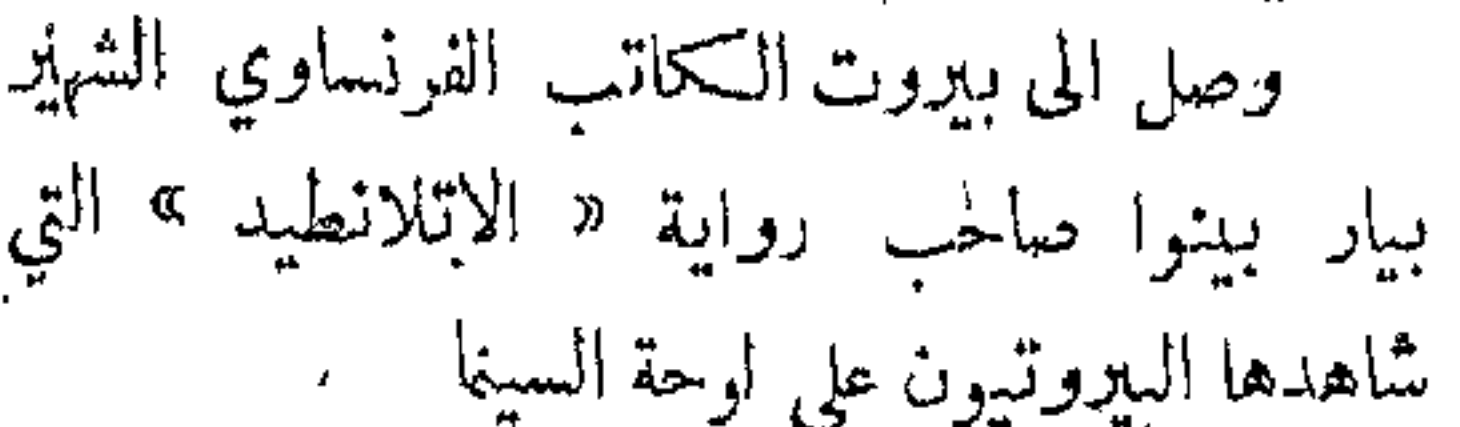 وصل الى بيروت الكاتب الفرنساوي الشهير
بيار بينوا صاحب رواية « الاتلانطيد » التي
شاهدها البيروتيون على لوحة السينما